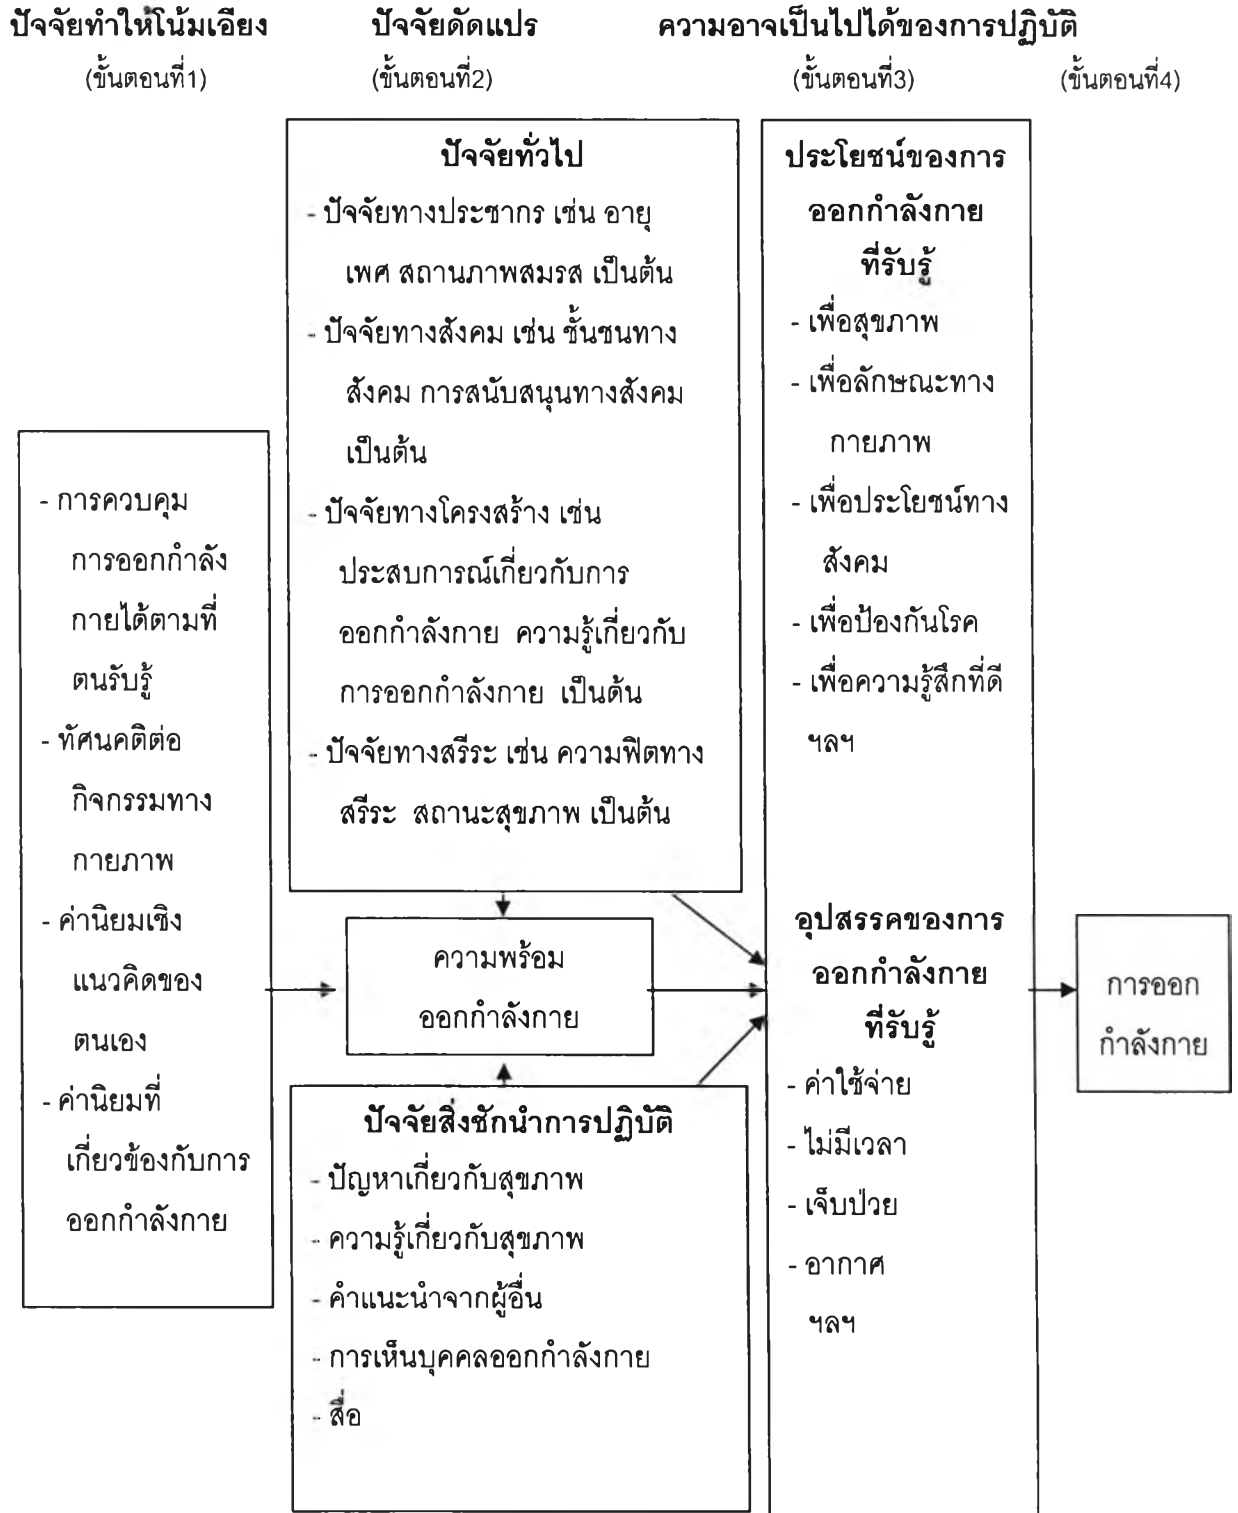 ปัจจัยทำให้โน้มเอียง
(ขั้นตอนที่1)
ปัจจัยดัดแปร
(ขั้นตอนที่2)
ความอาจเป็นไปได้ของการปฏิบัติ
(ขั้นตอนที่3)
(ขั้นตอนที่4)
- การควบคุม
การออกกำลัง
กายได้ตามที่
ตนรับรู้
- ทัศนคติต่อ
กิจกรรมทาง
กายภาพ
- ค่านิยมเชิง
แนวคิดของ
ตนเอง
- ค่านิยมที่
เกี่ยวข้องกับการ
ออกกำลังกาย
ปัจจัยทั่วไป
- ปัจจัยทางประชากร เช่น อายุ
เพศ สถานภาพสมรส เป็นต้น
- ปัจจัยทางสังคม เช่น ชั้นชนทาง
สังคม การสนับสนุนทางสังคม
เป็นต้น
- ปัจจัยทางโครงสร้าง เช่น
ประสบการณ์เกี่ยวกับการ
ออกกำลังกาย ความรู้เกี่ยวกับ
การออกกำลังกาย เป็นต้น
- ปัจจัยทางสรีระ เช่น ความฟิตทาง
สรีระ สถานะสุขภาพ เป็นต้น
ความพร้อม
ออกกำลังกาย
ปัจจัยสิ่งชักนำการปฏิบัติ
- ปัญหาเกี่ยวกับสุขภาพ
- ความรู้เกี่ยวกับสุขภาพ
- คำแนะนำจากผู้อื่น
- การเห็นบุคคลออกกำลังกาย
- สื่อ
ประโยชน์ของการ
ออกกำลังกาย
ที่รับรู้
- เพื่อสุขภาพ
- เพื่อลักษณะทาง
กายภาพ
- เพื่อประโยชน์ทาง
สังคม
- เพื่อป้องกันโรค
- เพื่อความรู้สึกที่ดี
ฯลฯ
อุปสรรคของการ
ออกกำลังกาย
ที่รับรู้
- ค่าใช้จ่าย
- ไม่มีเวลา
- เจ็บป่วย
- อากาศ
ฯลฯ
การออก
กำลังกาย